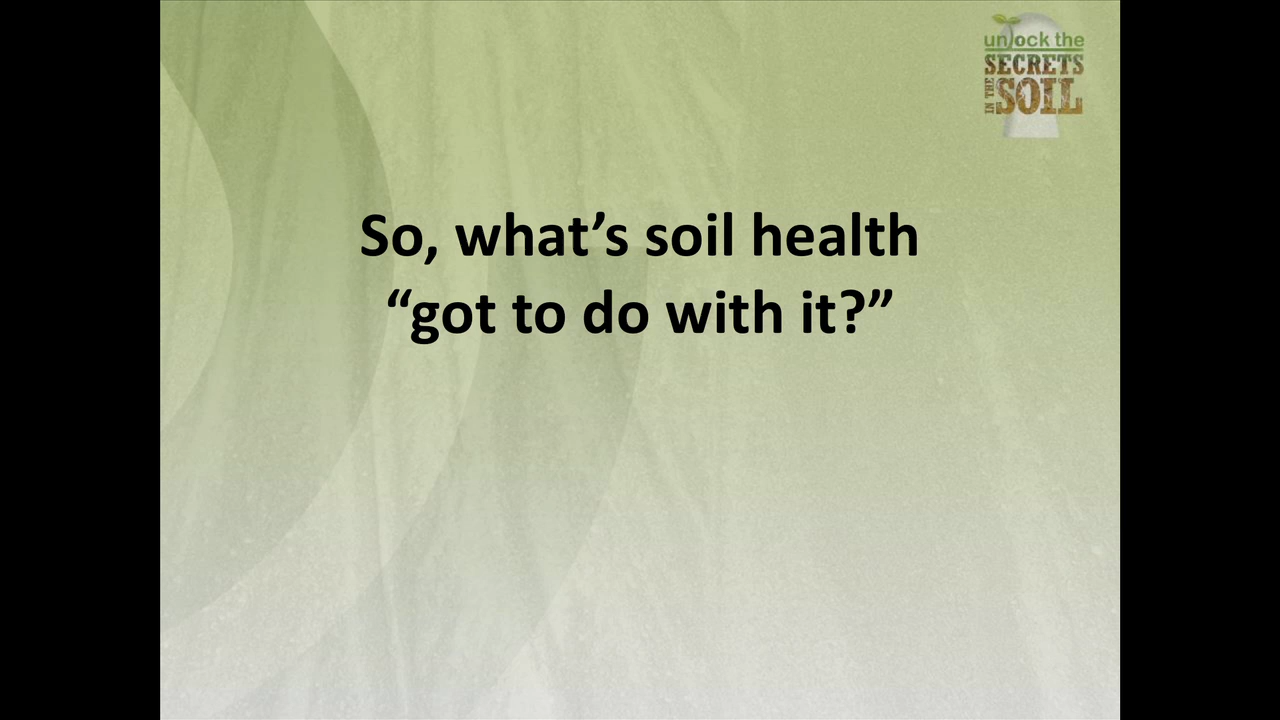 unlock the
SECRETS
IN THE
SOIL
So, what’s soil health
“got to do with it?”